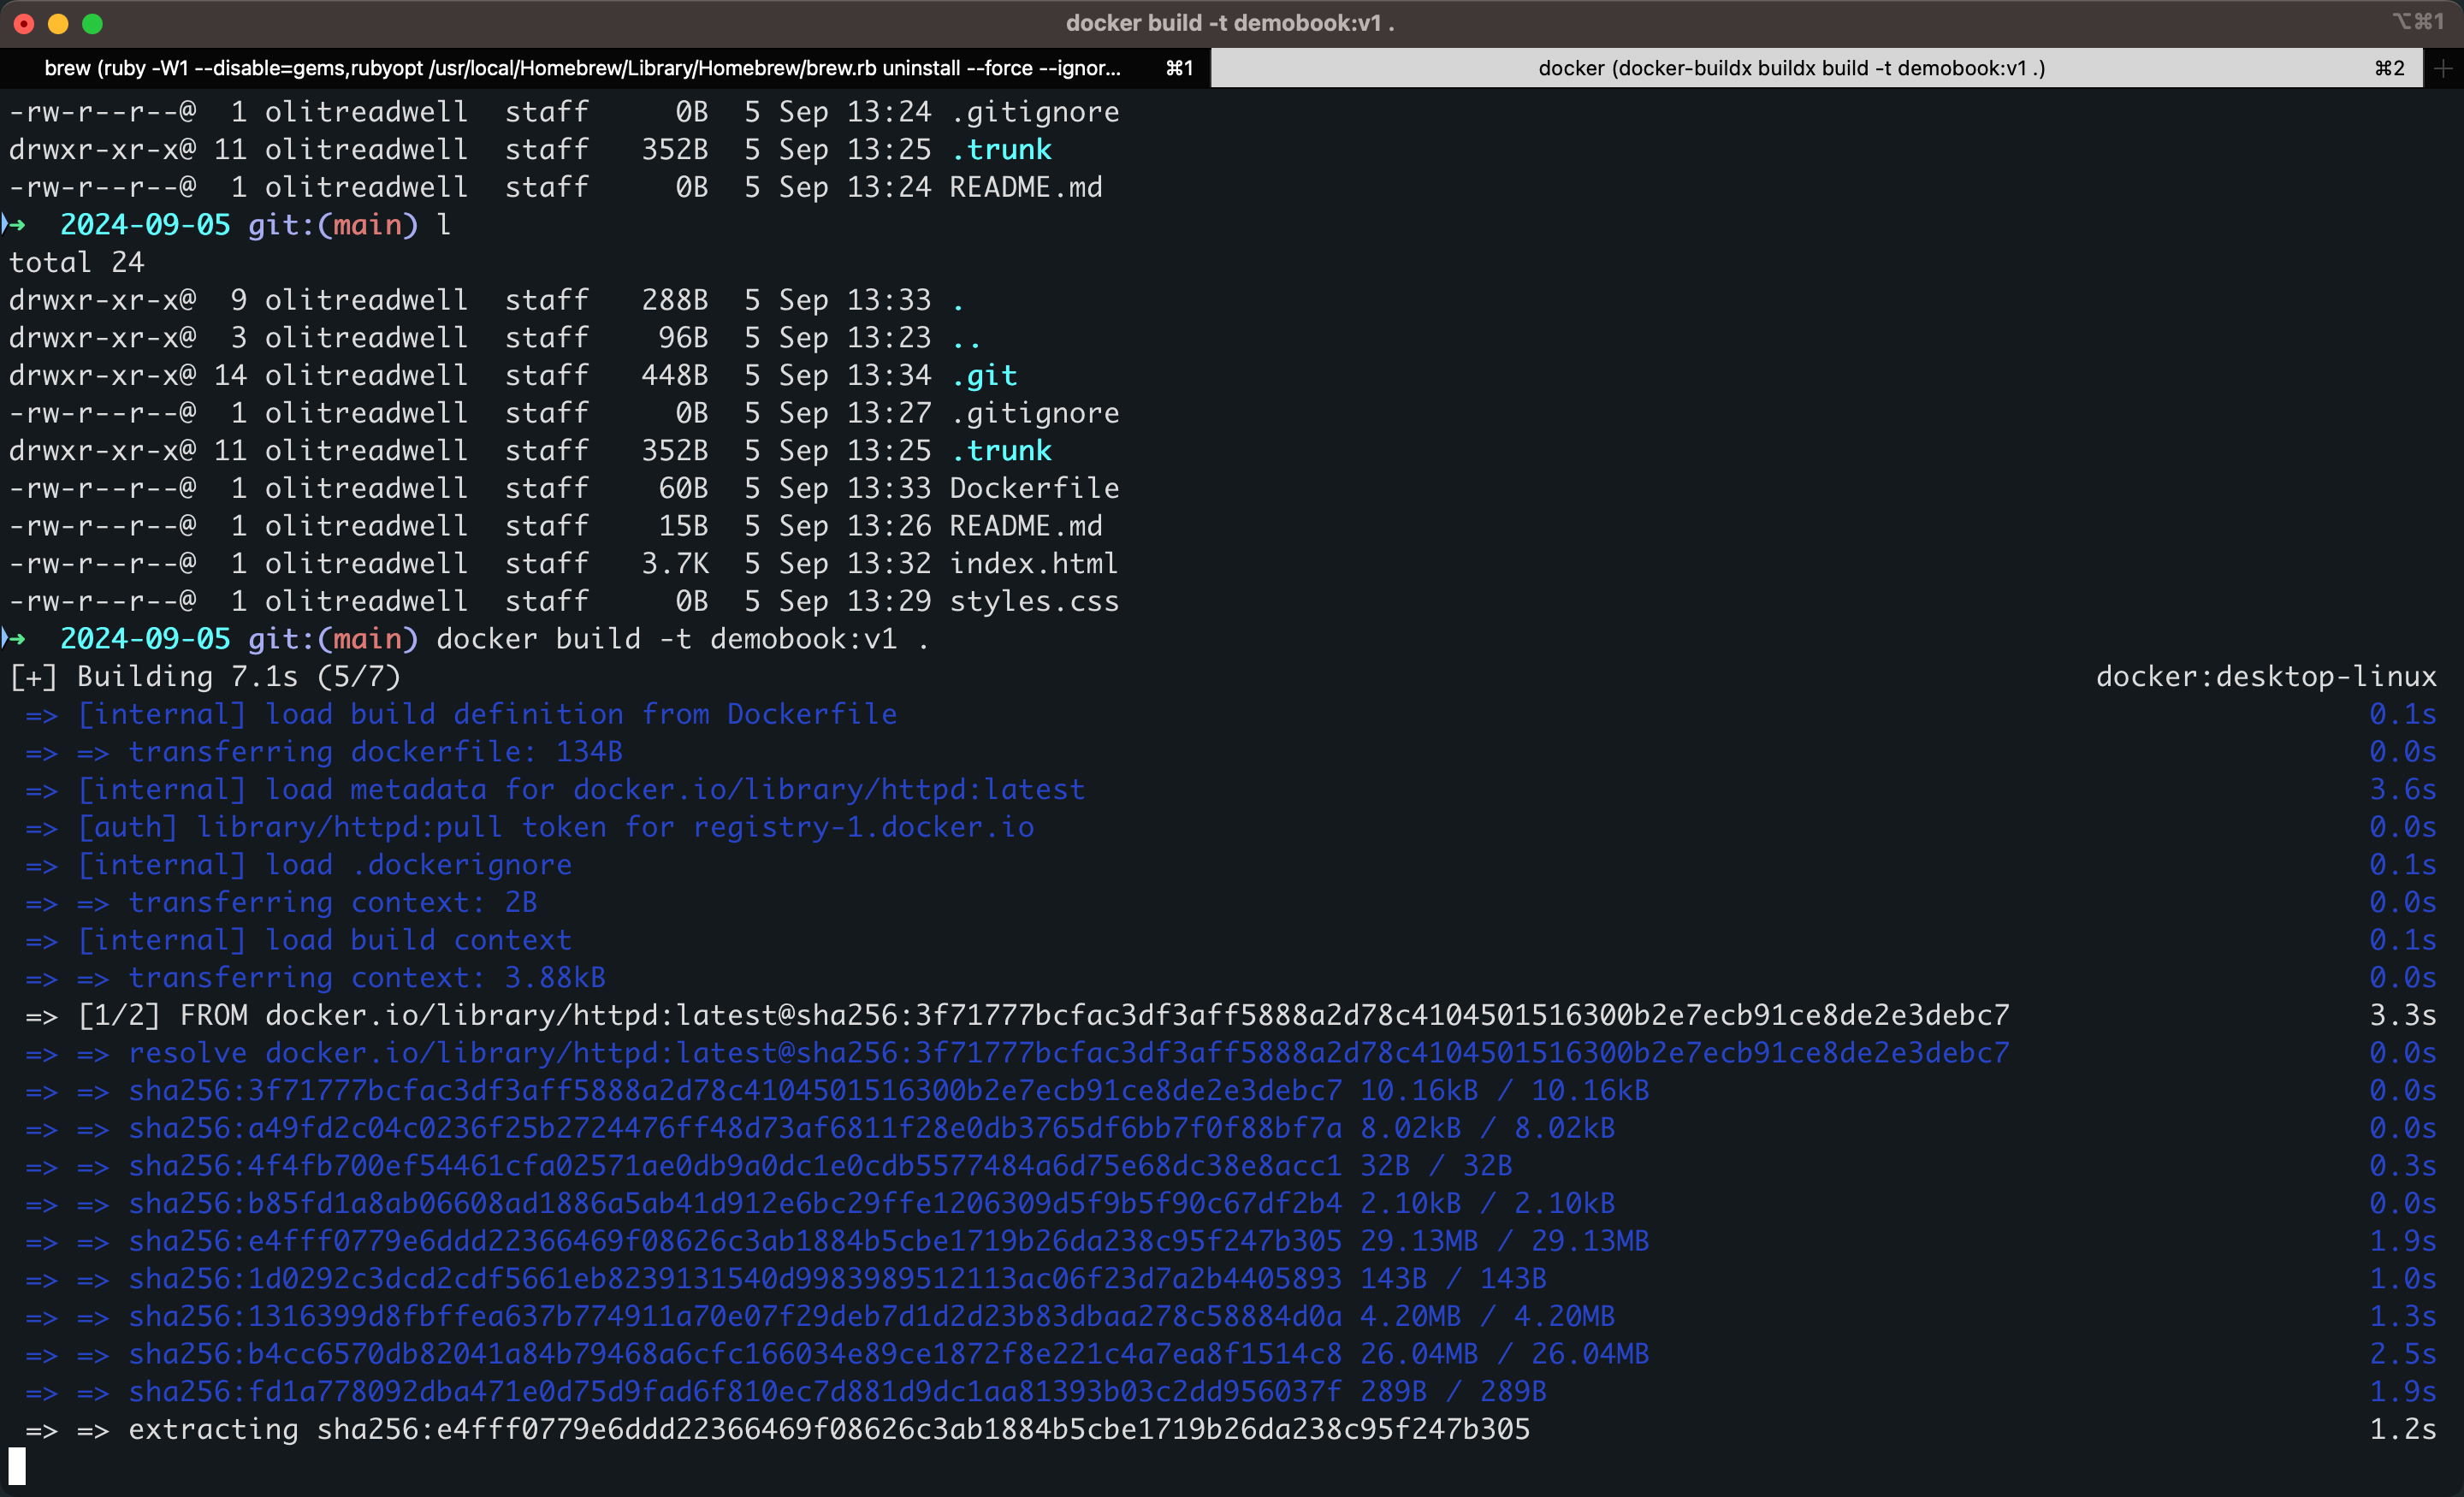 docker build -t demobook:v1 .
⌥⌘1
brew (ruby -W1 --disable=gems,rubyopt /usr/local/Homebrew/Library/Homebrew/brew.rb uninstall --force --ignor... ⌘1
docker (docker-buildx buildx build -t demobook:v1 .) ⌘2 +
-rw-r--r--@  1 olitreadwell  staff     0B  5 Sep 13:24 .gitignore
drwxr-xr-x@ 11 olitreadwell  staff   352B  5 Sep 13:25 .trunk
-rw-r--r--@  1 olitreadwell  staff     0B  5 Sep 13:24 README.md
➜  2024-09-05 git:(main) l
total 24
drwxr-xr-x@  9 olitreadwell  staff   288B  5 Sep 13:33 .
drwxr-xr-x@  3 olitreadwell  staff    96B  5 Sep 13:23 ..
drwxr-xr-x@ 14 olitreadwell  staff   448B  5 Sep 13:34 .git
-rw-r--r--@  1 olitreadwell  staff     0B  5 Sep 13:27 .gitignore
drwxr-xr-x@ 11 olitreadwell  staff   352B  5 Sep 13:25 .trunk
-rw-r--r--@  1 olitreadwell  staff    60B  5 Sep 13:33 Dockerfile
-rw-r--r--@  1 olitreadwell  staff    15B  5 Sep 13:26 README.md
-rw-r--r--@  1 olitreadwell  staff   3.7K  5 Sep 13:32 index.html
-rw-r--r--@  1 olitreadwell  staff     0B  5 Sep 13:29 styles.css
➜  2024-09-05 git:(main) docker build -t demobook:v1 .
[+] Building 7.1s (5/7) docker:desktop-linux
=> [internal] load build definition from Dockerfile 0.1s
=> => transferring dockerfile: 134B 0.0s
=> [internal] load metadata for docker.io/library/httpd:latest 3.6s
=> [auth] library/httpd:pull token for registry-1.docker.io 0.0s
=> [internal] load .dockerignore 0.1s
=> => transferring context: 2B 0.0s
=> [internal] load build context 0.1s
=> => transferring context: 3.88kB 0.0s
=> [1/2] FROM docker.io/library/httpd:latest@sha256:3f71777bcfac3df3aff5888a2d78c4104501516300b2e7ecb91ce8de2e3debc7 3.3s
=> => resolve docker.io/library/httpd:latest@sha256:3f71777bcfac3df3aff5888a2d78c4104501516300b2e7ecb91ce8de2e3debc7 0.0s
=> => sha256:3f71777bcfac3df3aff5888a2d78c4104501516300b2e7ecb91ce8de2e3debc7 10.16kB / 10.16kB 0.0s
=> => sha256:a49fd2c04c0236f25b2724476ff48d73af6811f28e0db3765df6bb7f0f88bf7a 8.02kB / 8.02kB 0.0s
=> => sha256:4f4fb700ef54461cfa02571ae0db9a0dc1e0cdb5577484a6d75e68dc38e8acc1 32B / 32B 0.3s
=> => sha256:b85fd1a8ab06608ad1886a5ab41d912e6bc29ffe1206309d5f9b5f90c67df2b4 2.10kB / 2.10kB 0.0s
=> => sha256:e4fff0779e6ddd22366469f08626c3ab1884b5cbe1719b26da238c95f247b305 29.13MB / 29.13MB 1.9s
=> => sha256:1d0292c3dcd2cdf5661eb8239131540d9983989512113ac06f23d7a2b4405893 143B / 143B 1.0s
=> => sha256:1316399d8fbffea637b774911a70e07f29deb7d1d2d23b83dbaa278c58884d0a 4.20MB / 4.20MB 1.3s
=> => sha256:b4cc6570db82041a84b79468a6cfc166034e89ce1872f8e221c4a7ea8f1514c8 26.04MB / 26.04MB 2.5s
=> => sha256:fd1a778092dba471e0d75d9fad6f810ec7d881d9dc1aa81393b03c2dd956037f 289B / 289B 1.9s
=> => extracting sha256:e4fff0779e6ddd22366469f08626c3ab1884b5cbe1719b26da238c95f247b305 1.2s